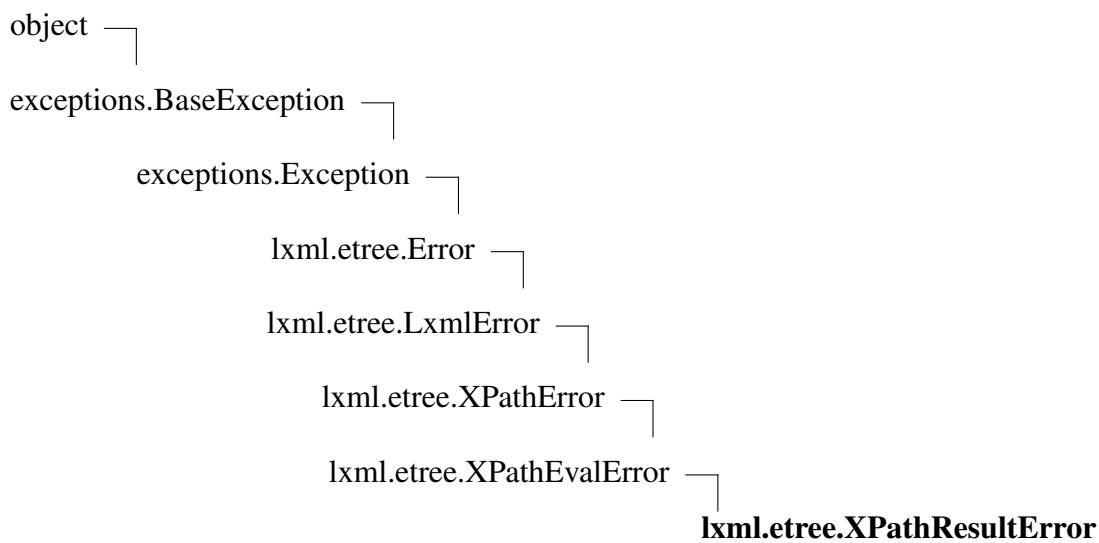 object
exceptions.BaseException
exceptions.Exception
lxml.etree.Error
lxml.etree.LxmlError
lxml.etree.XPathError
lxml.etree.XPathEvalError
lxml.etree.XPathResultError